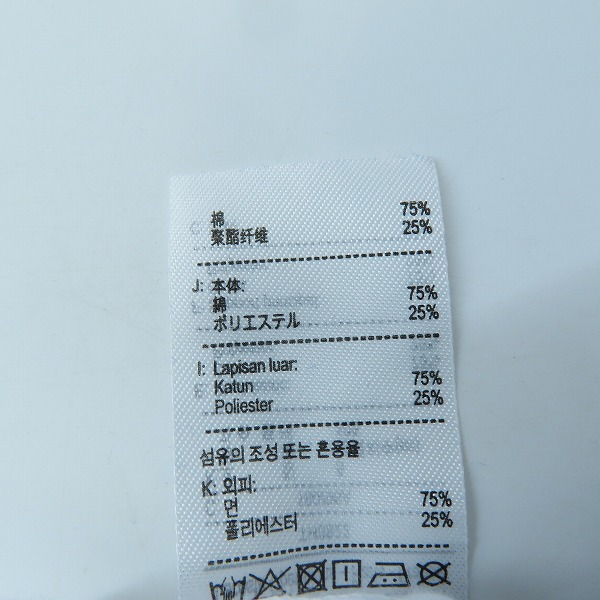 棉 75%
聚酯纤维 25%
J: 本体:
綿 75%
ポリエステル 25%
I: Lapisan luar:
Katun 75%
Poliester 25%
섬유의 조성 또는 혼용율
K: 외피:
면 75%
폴리에스터 25%